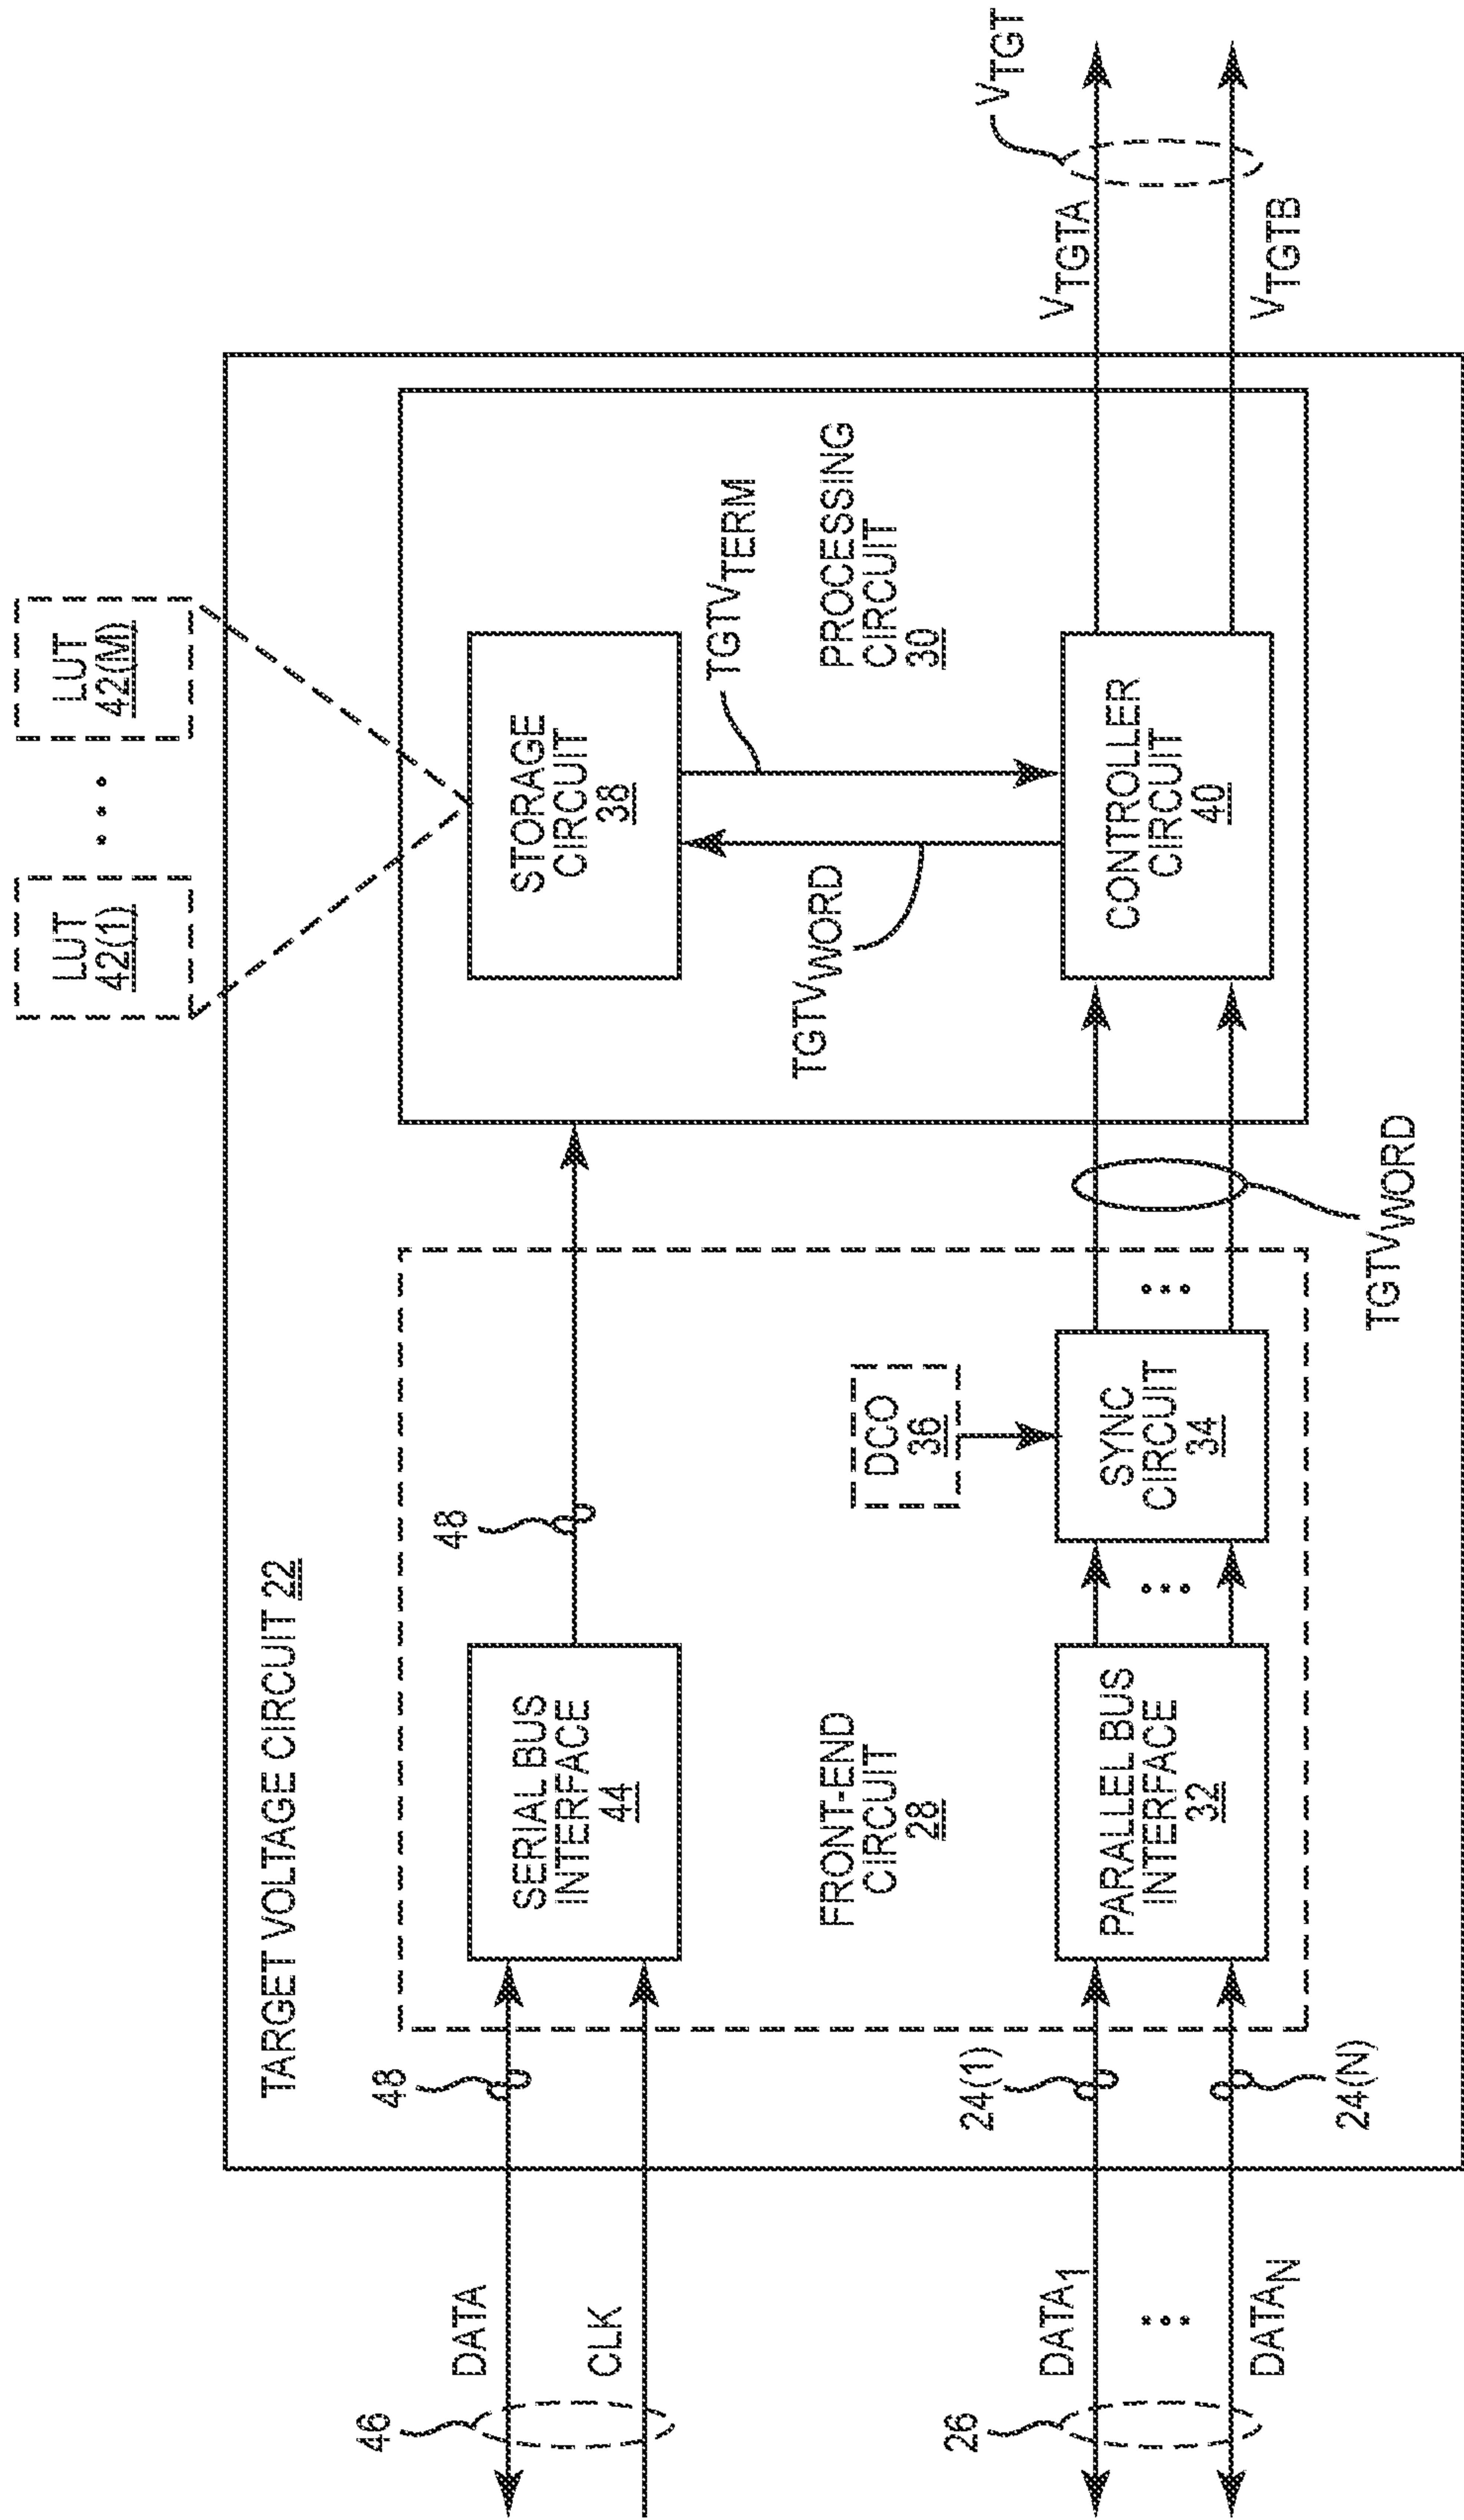 LUT
42(1)
LUT
42(M)
TARGET VOLTAGE CIRCUIT 22
46
DATA
CLK
48
SERIAL BUS
INTERFACE
44
48
STORAGE
CIRCUIT
38
TGTV_TERM
TGTV_WORD
PROCESSING
CIRCUIT
30
FRONT-END
CIRCUIT
28
DCO
36
26
DATA_1
DATA_N
24(1)
24(N)
PARALLEL BUS
INTERFACE
32
SYNC
CIRCUIT
34
TGTV_WORD
CONTROLLER
CIRCUIT
40
V_TGTA
V_TGTB
V_TGT